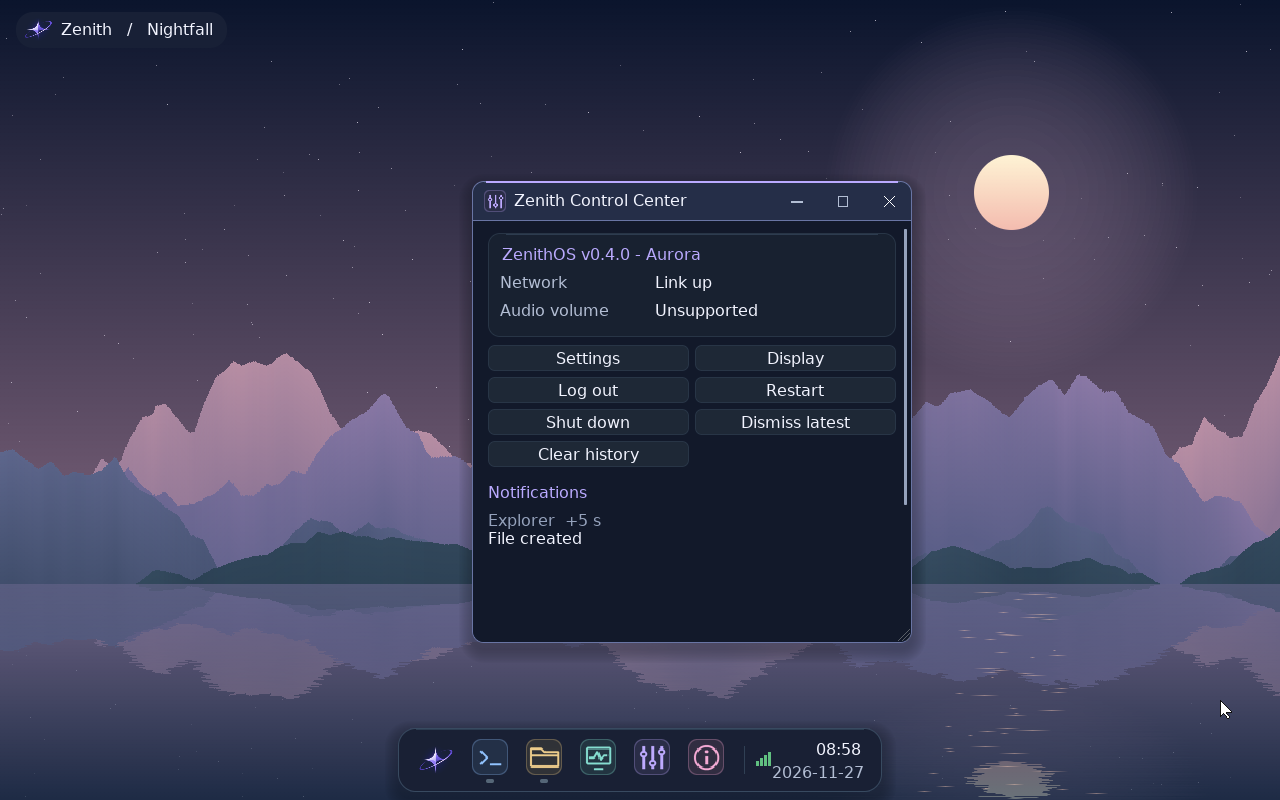 Zenith / Nightfall
Zenith Control Center
ZenithOS v0.4.0 - Aurora
Network Link up
Audio volume Unsupported
Settings Display
Log out Restart
Shut down Dismiss latest
Clear history
Notifications
Explorer +5 s
File created
08:58
2026-11-27